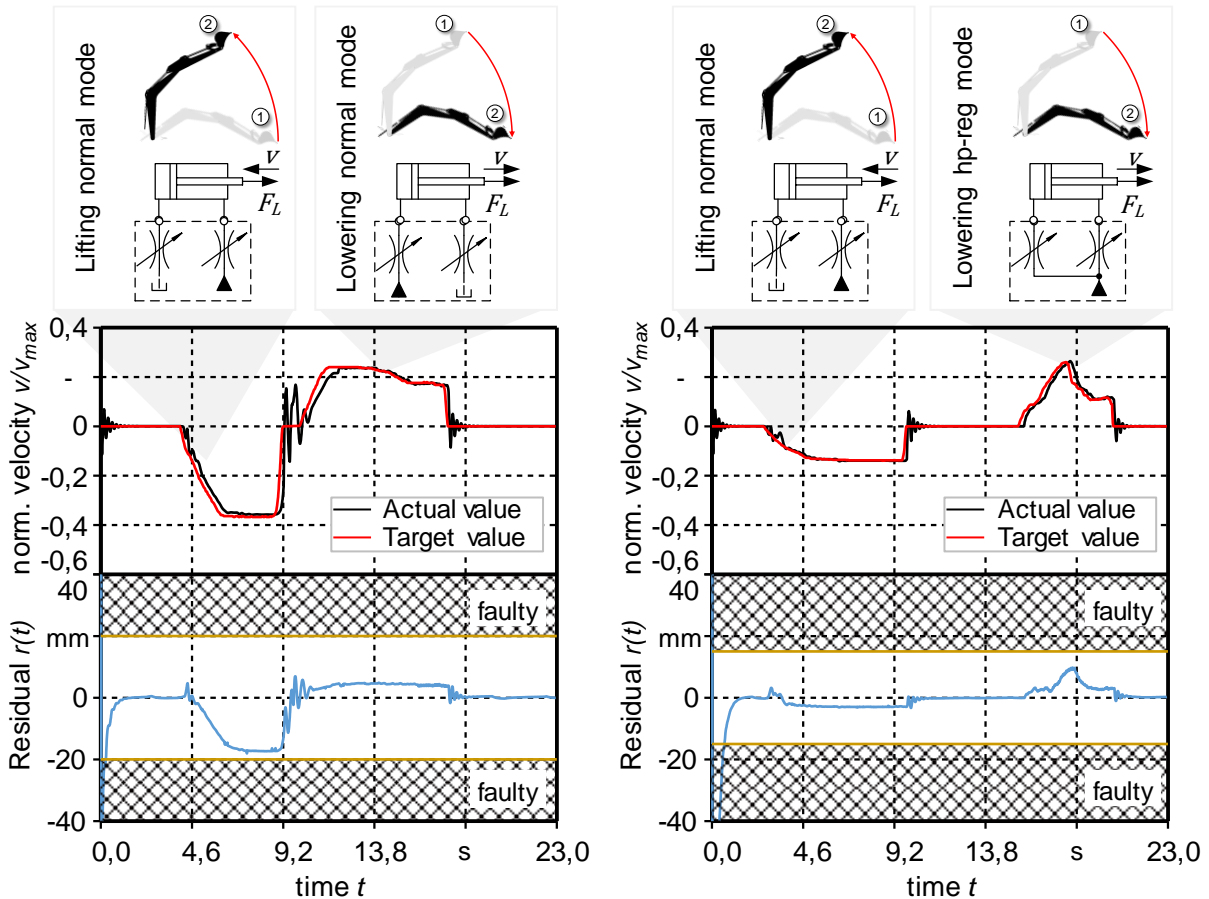 Lifting normal mode
②
①
v
F_L
Lowering normal mode
①
②
v
F_L
Lifting normal mode
②
①
v
F_L
Lowering hp-reg mode
①
②
v
F_L
norm. velocity v/v_max
0,4
-
0
-0,2
-0,4
-0,6
Actual value
Target value
Residual r(t)
40
mm
0
-20
-40
faulty
faulty
0,0 4,6 9,2 13,8 s 23,0
time t
norm. velocity v/v_max
0,4
-
0
-0,2
-0,4
-0,6
Actual value
Target value
Residual r(t)
40
mm
0
-20
-40
faulty
faulty
0,0 4,6 9,2 13,8 s 23,0
time t